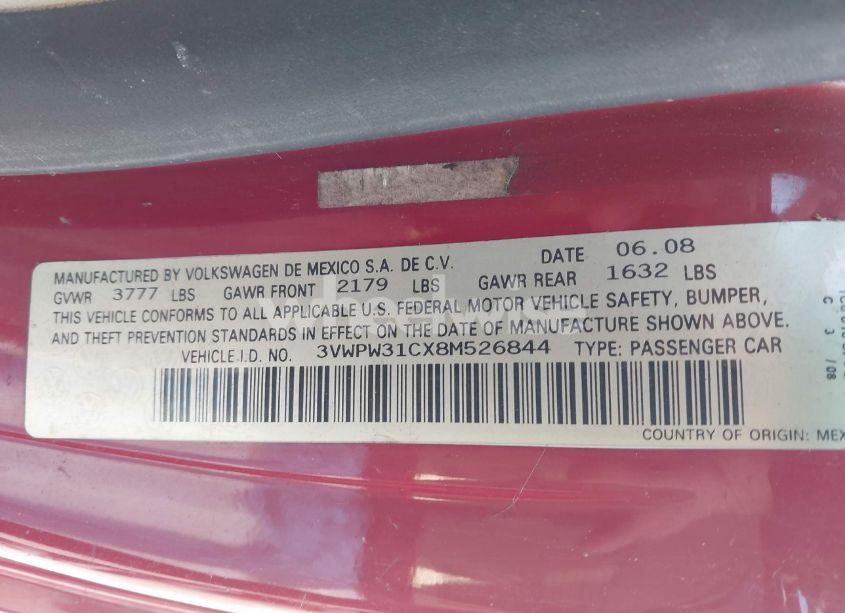 MANUFACTURED BY VOLKSWAGEN DE MEXICO S.A. DE C.V. DATE 06.08
GVWR 3777 LBS GAWR FRONT 2179 LBS GAWR REAR 1632 LBS
THIS VEHICLE CONFORMS TO ALL APPLICABLE U.S. FEDERAL MOTOR VEHICLE SAFETY, BUMPER,
AND THEFT PREVENTION STANDARDS IN EFFECT ON THE DATE OF MANUFACTURE SHOWN ABOVE.
VEHICLE I.D. NO. 3VWPW31CX8M526844 TYPE: PASSENGER CAR
COUNTRY OF ORIGIN: MEX
C 3 /08